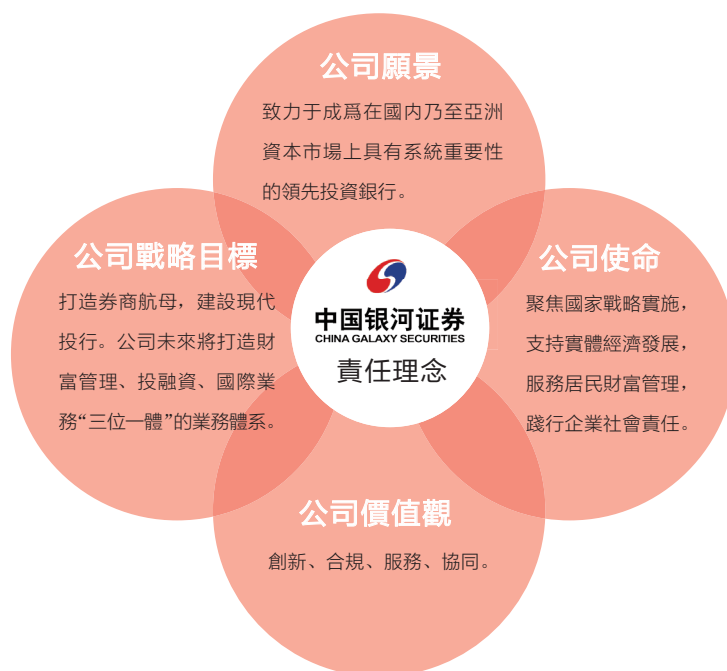 公司願景
致力于成爲在國内乃至亞洲
資本市場上具有系統重要性
的領先投資銀行。
公司戰略目標
打造券商航母，建設現代
投行。公司未來將打造財
富管理、投融資、國際業
務“三位一體”的業務體系。
中国银河证券
CHINA GALAXY SECURITIES
責任理念
公司使命
聚焦國家戰略實施，
支持實體經濟發展，
服務居民財富管理，
踐行企業社會責任。
公司價值觀
創新、合規、服務、協同。